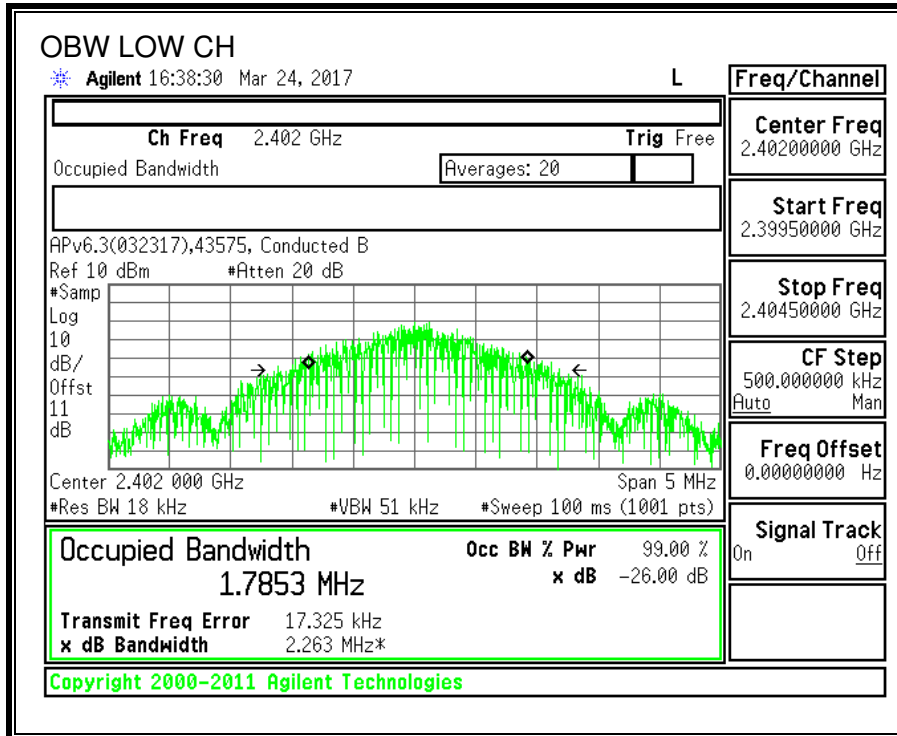 OBW LOW CH
Agilent 16:38:30 Mar 24, 2017 L
Freq/Channel
Ch Freq 2.402 GHz Trig Free
Occupied Bandwidth Averages: 20
APv6.3(032317),43575, Conducted B
Ref 10 dBm #Atten 20 dB
#Samp
Log
10
dB/
Offst
11
dB
Center 2.402 000 GHz Span 5 MHz
#Res BW 18 kHz #VBW 51 kHz #Sweep 100 ms (1001 pts)
Occupied Bandwidth Occ BW % Pwr 99.00 %
1.7853 MHz x dB -26.00 dB
Transmit Freq Error 17.325 kHz
x dB Bandwidth 2.263 MHz*
Copyright 2000-2011 Agilent Technologies
Center Freq
2.40200000 GHz
Start Freq
2.39950000 GHz
Stop Freq
2.40450000 GHz
CF Step
500.000000 kHz
Auto Man
Freq Offset
0.00000000 Hz
Signal Track
On Off